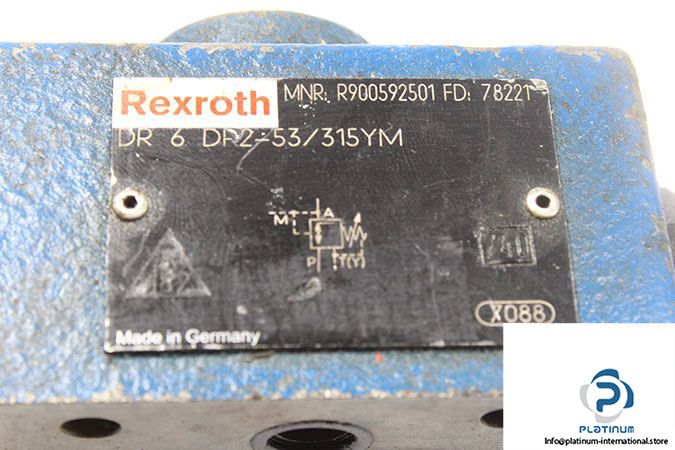 Rexroth MNR: R900592501 FD: 78221
DR 6 DP2-53/315YM
M A
P T(Y)
X088
Made in Germany
PLATINUM
Info@platinum-international.store